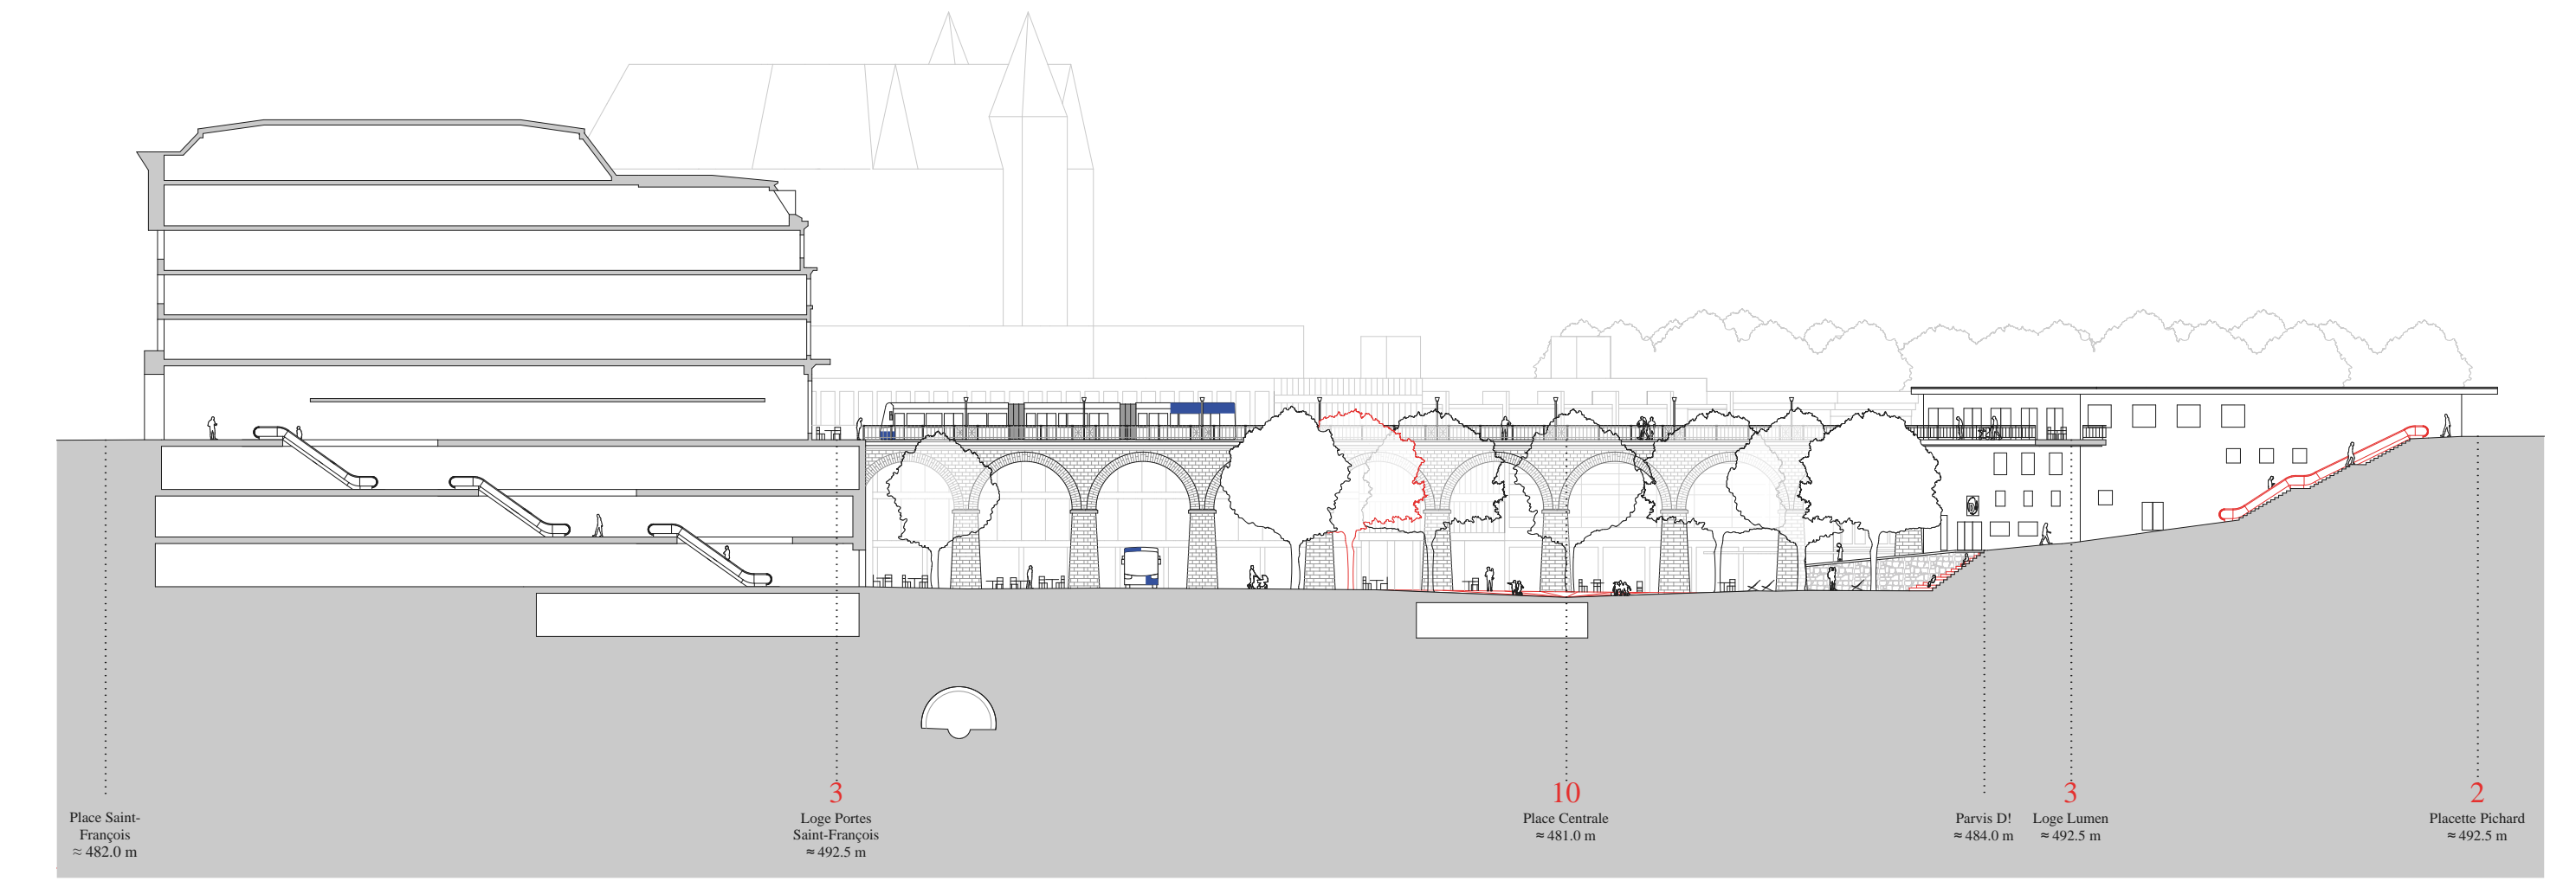 Place Saint-
François
≈ 482.0 m
3
Loge Portes
Saint-François
≈ 492.5 m
10
Place Centrale
≈ 481.0 m
Parvis D!
≈ 484.0 m
3
Loge Lumen
≈ 492.5 m
2
Placette Pichard
≈ 492.5 m